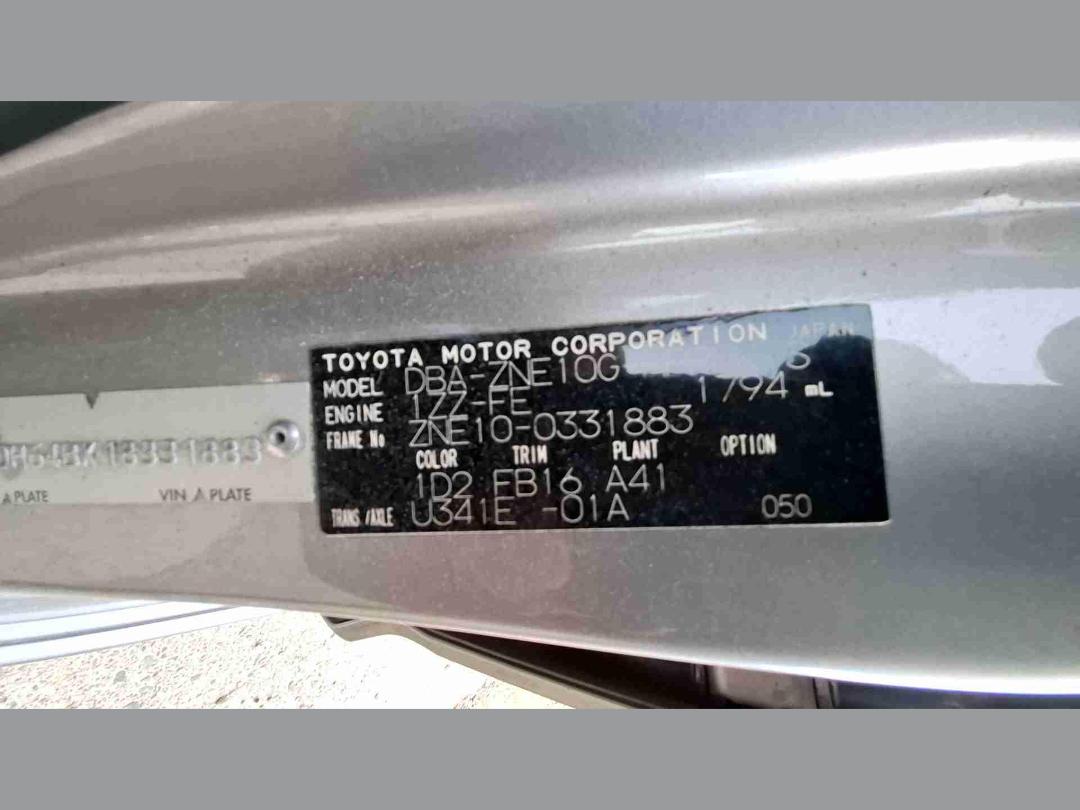 TOYOTA MOTOR CORPORATION JAPAN
MODEL DBA-ZNE10G
ENGINE 1ZZ-FE 1794 mL
FRAME No ZNE10-0331883
COLOR TRIM PLANT OPTION
1D2 FB16 A41
TRANS/AXLE U341E -01A 050
A PLATE VIN A PLATE